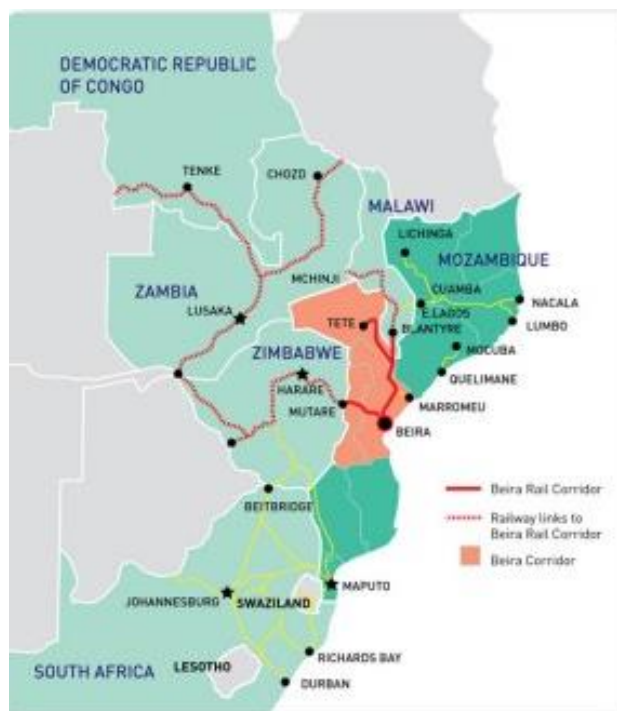 DEMOCRATIC REPUBLIC
OF CONGO
TENKE
CHOZO
MALAWI
LICHINGA
MOZAMBIQUE
MCHINJI
CUAMBA
ZAMBIA
E.LAGOS
NACALA
LUSAKA
TETE
BLANTYRE
LUMBO
ZIMBABWE
MOCUBA
HARARE
QUELIMANE
MUTARE
MARROMEU
BEIRA
Beira Rail Corridor
BEITBRIDGE
Railway links to
Beira Rail Corridor
Beira Corridor
MAPUTO
JOHANNESBURG
SWAZILAND
SOUTH AFRICA
LESOTHO
RICHARDS BAY
DURBAN